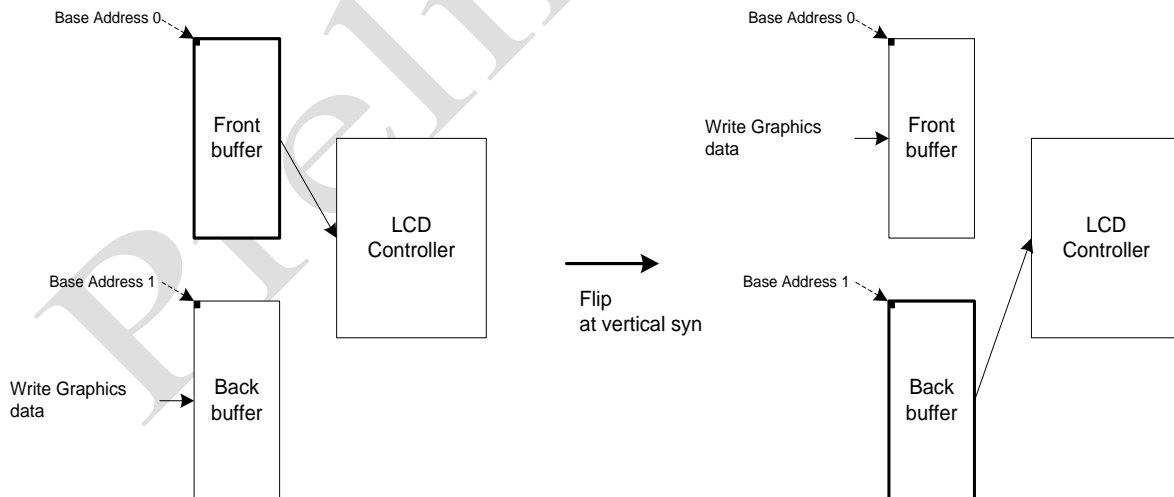 Base Address 0
Front
buffer
LCD
Controller
Base Address 1
Write Graphics
data
Back
buffer
Flip
at vertical syn
Base Address 0
Write Graphics
data
Front
buffer
LCD
Controller
Base Address 1
Back
buffer